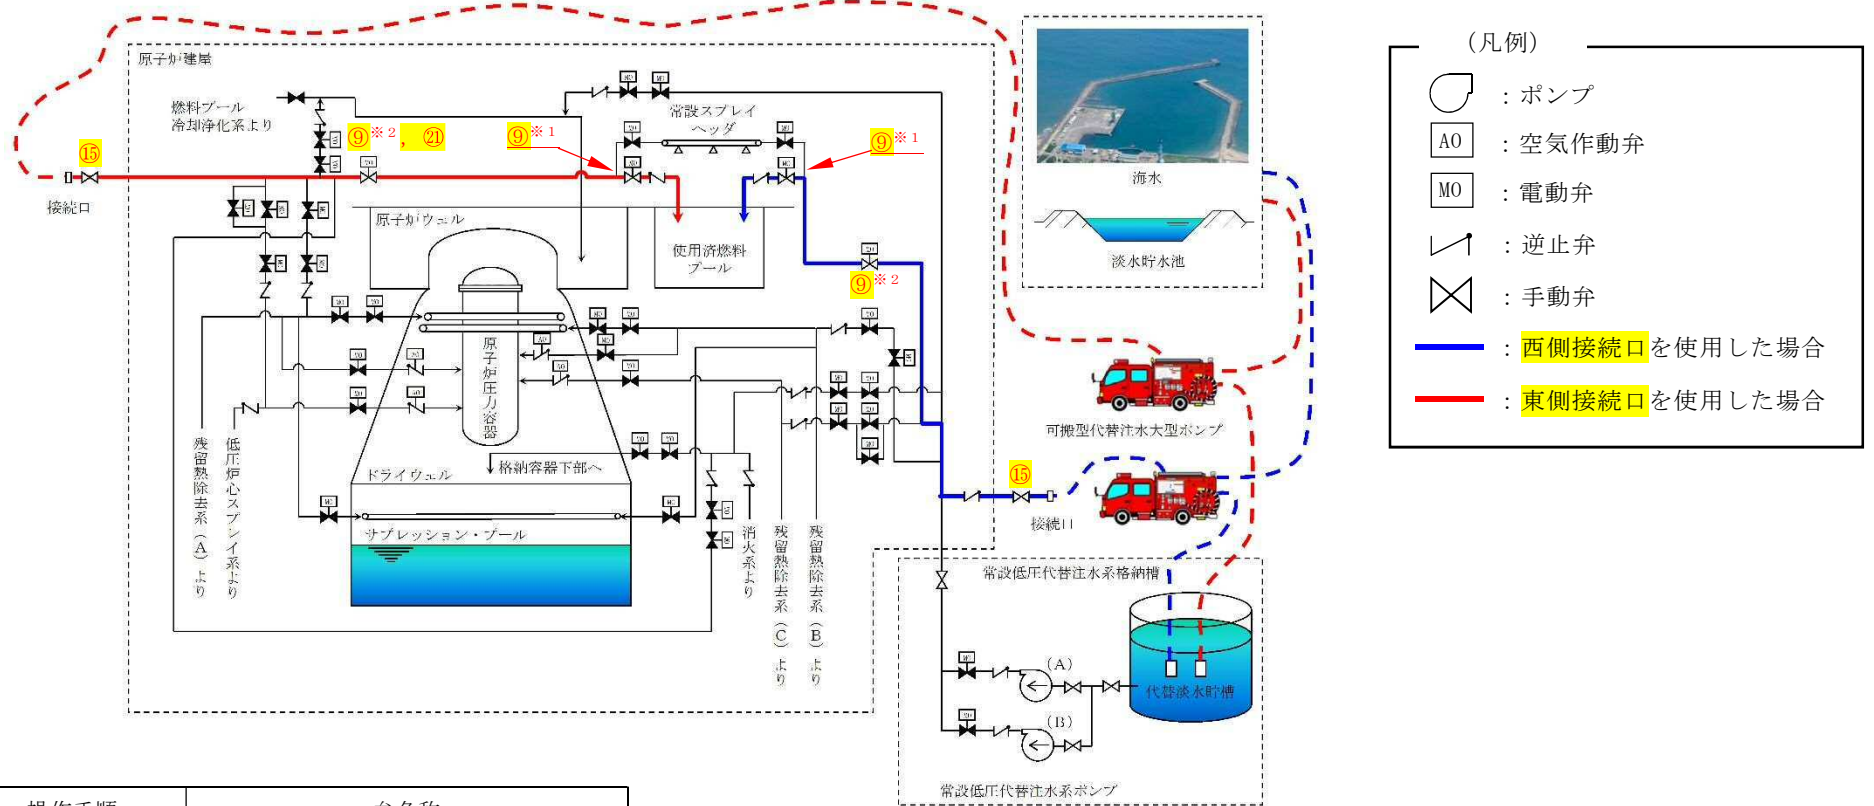 原子炉建屋
燃料プール
冷却浄化系より
⑮
⑨※2, ㉑
⑨※1
常設スプレイ
ヘッダ
⑨※1
接続口
原子炉ウェル
使用済燃料
プール
⑨※2
原子炉圧力容器
残留熱除去系(A)より
低圧炉心スプレイ系より
ドライウェル
格納容器下部へ
サプレッション・プール
消火系より
残留熱除去系(C)より
残留熱除去系(B)より
海水
淡水貯水池
可搬型代替注水大型ポンプ
⑮
接続口
常設低圧代替注水系格納槽
(A)
(B)
代替淡水貯槽
常設低圧代替注水系ポンプ
(凡例)
:ポンプ
AO :空気作動弁
MO :電動弁
:逆止弁
:手動弁
:西側接続口を使用した場合
:東側接続口を使用した場合
操作手順
弁名称